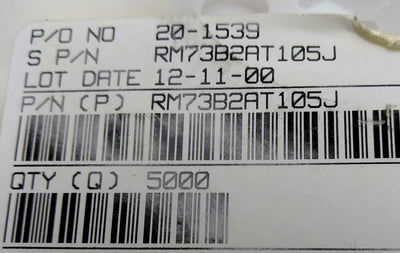 P/O NO 20-1539
S P/N RM73B2AT105J
LOT DATE 12-11-00
P/N (P) RM73B2AT105J
QTY (Q) 5000